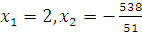 x₁ = 2, x₂ = −538/51